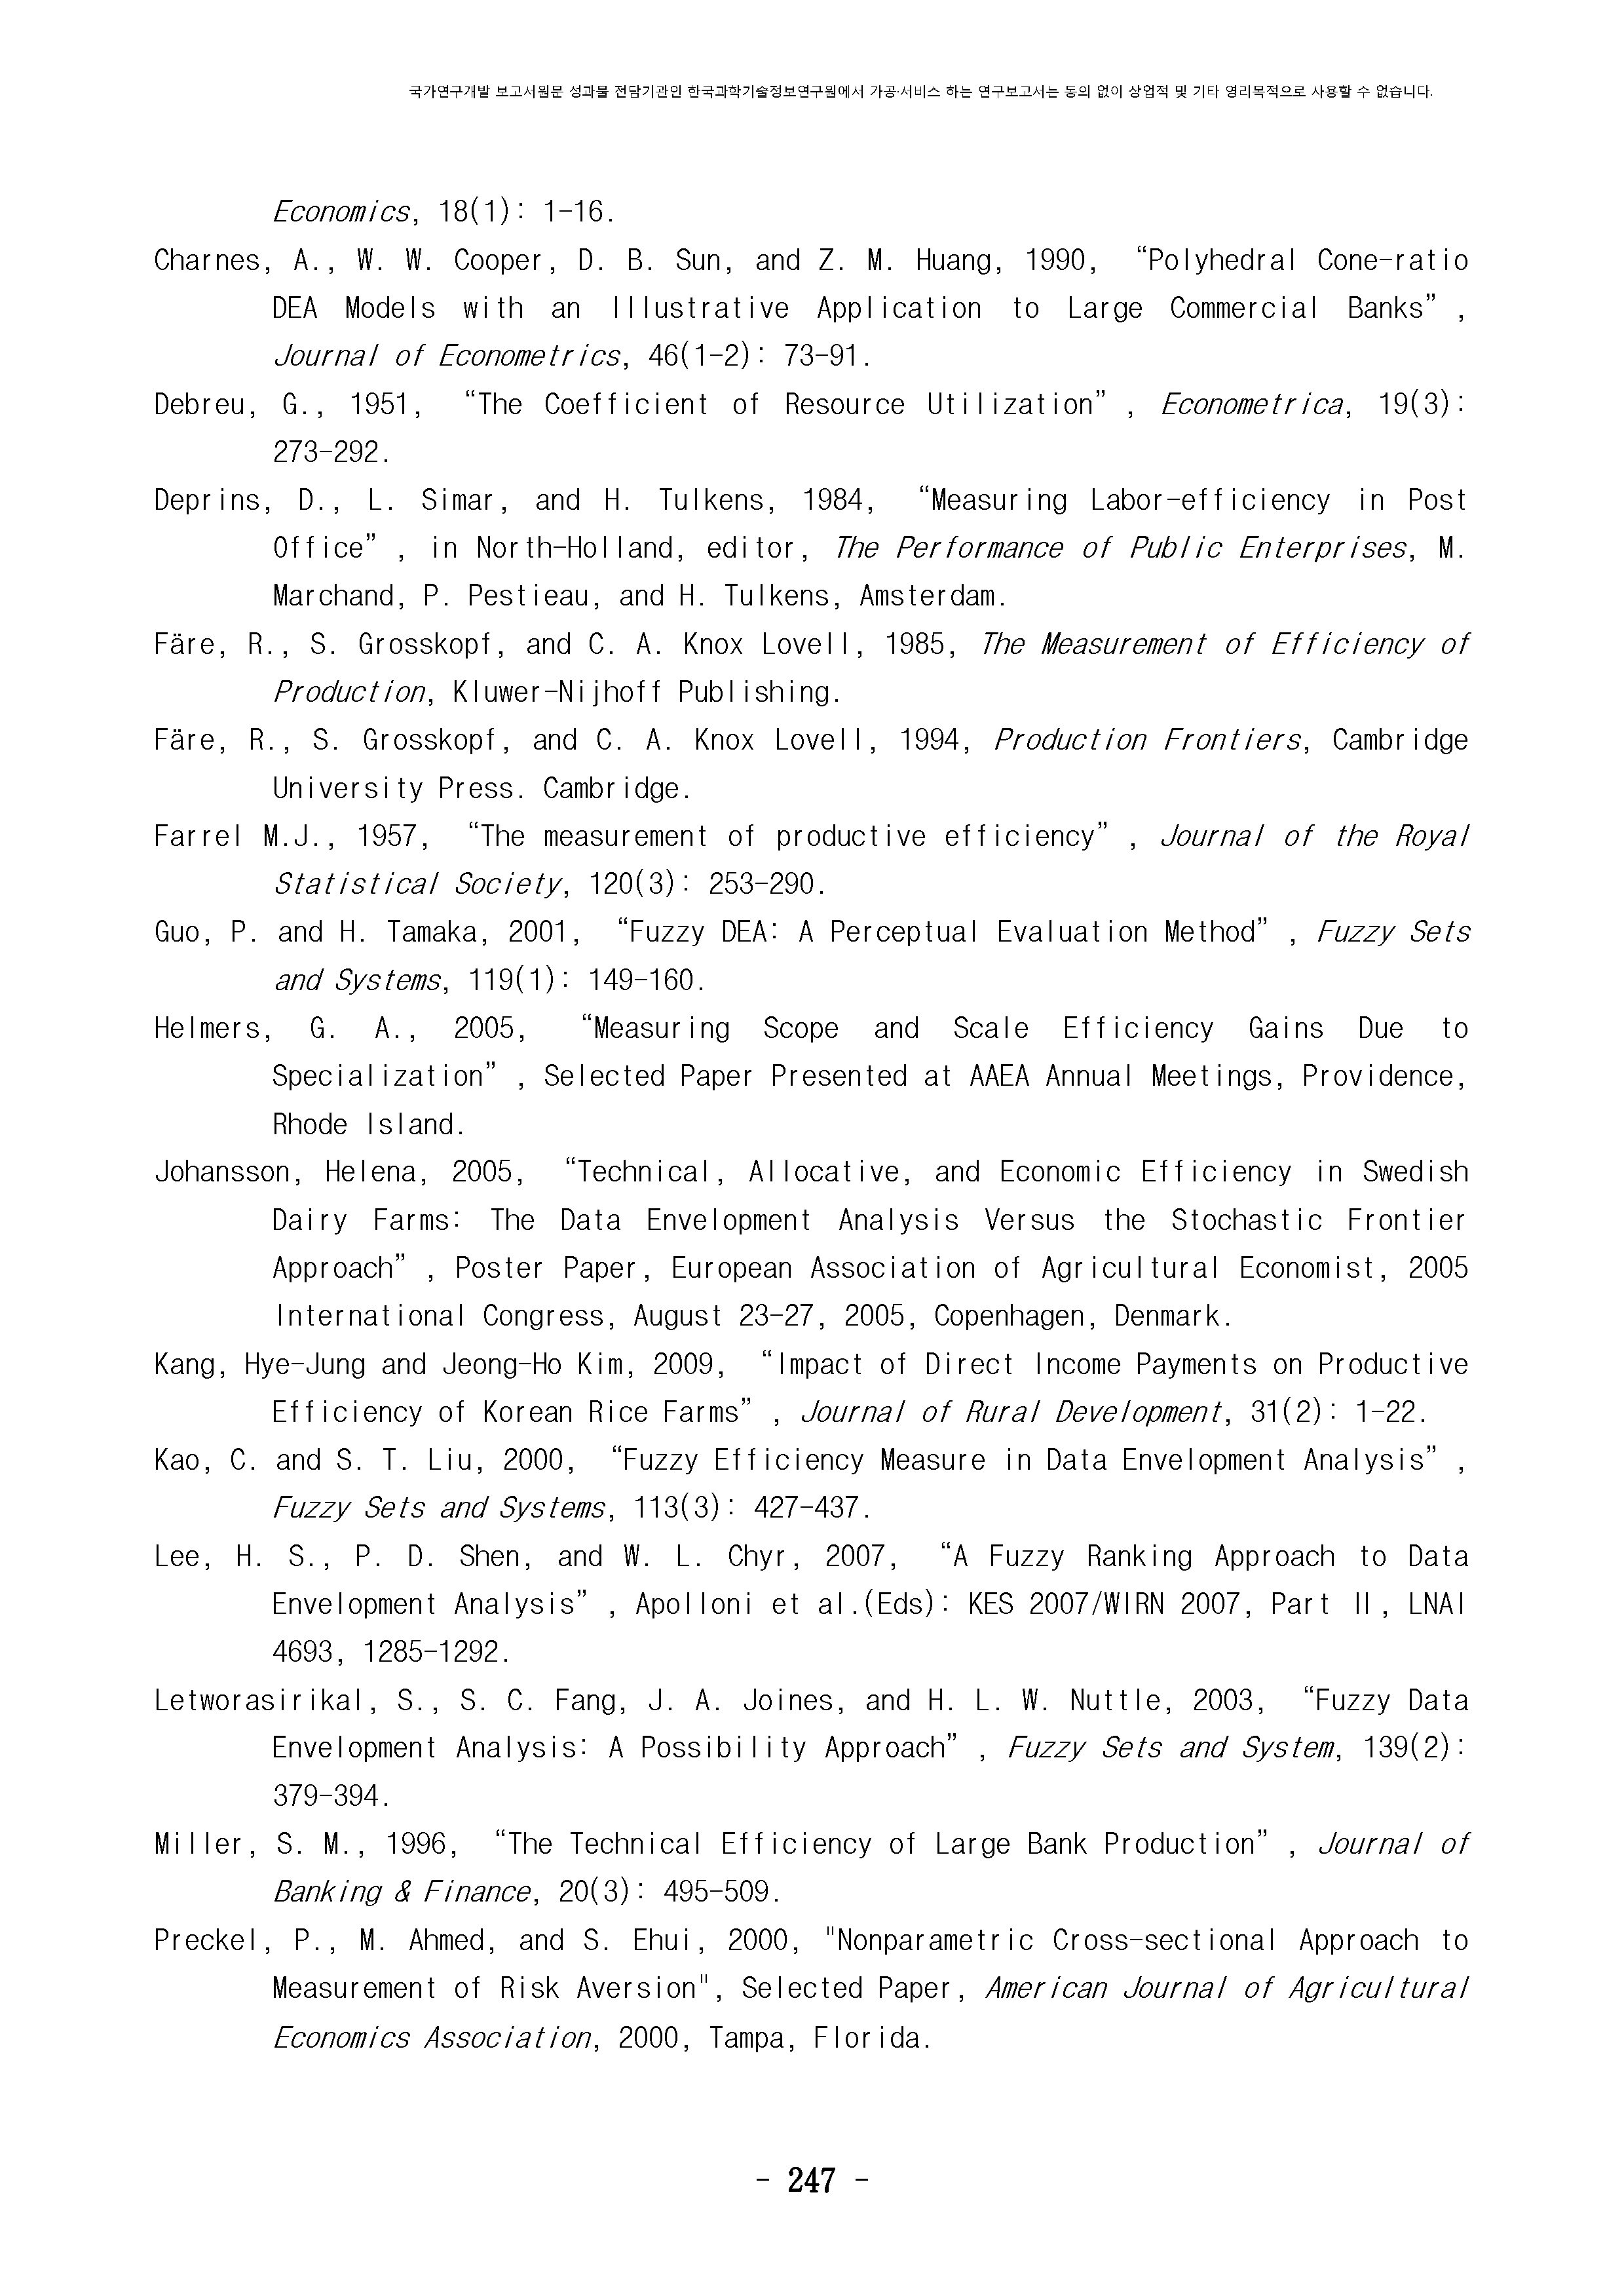 국가연구개발 보고서원문 성과물 전담기관인 한국과학기술정보연구원에서 가공·서비스 하는 연구보고서는 동의 없이 상업적 및 기타 영리목적으로 사용할 수 없습니다.
Economics, 18(1): 1-16.
Charnes, A., W. W. Cooper, D. B. Sun, and Z. M. Huang, 1990, “Polyhedral Cone-ratio
DEA Models with an Illustrative Application to Large Commercial Banks”,
Journal of Econometrics, 46(1-2): 73-91.
Debreu, G., 1951, “The Coefficient of Resource Utilization”, Econometrica, 19(3):
273-292.
Deprins, D., L. Simar, and H. Tulkens, 1984, “Measuring Labor-efficiency in Post
Office”, in North-Holland, editor, The Performance of Public Enterprises, M.
Marchand, P. Pestieau, and H. Tulkens, Amsterdam.
Färe, R., S. Grosskopf, and C. A. Knox Lovell, 1985, The Measurement of Efficiency of
Production, Kluwer-Nijhoff Publishing.
Färe, R., S. Grosskopf, and C. A. Knox Lovell, 1994, Production Frontiers, Cambridge
University Press. Cambridge.
Farrel M.J., 1957, “The measurement of productive efficiency”, Journal of the Royal
Statistical Society, 120(3): 253-290.
Guo, P. and H. Tamaka, 2001, “Fuzzy DEA: A Perceptual Evaluation Method”, Fuzzy Sets
and Systems, 119(1): 149-160.
Helmers, G. A., 2005, “Measuring Scope and Scale Efficiency Gains Due to
Specialization”, Selected Paper Presented at AAEA Annual Meetings, Providence,
Rhode Island.
Johansson, Helena, 2005, “Technical, Allocative, and Economic Efficiency in Swedish
Dairy Farms: The Data Envelopment Analysis Versus the Stochastic Frontier
Approach”, Poster Paper, European Association of Agricultural Economist, 2005
International Congress, August 23-27, 2005, Copenhagen, Denmark.
Kang, Hye-Jung and Jeong-Ho Kim, 2009, “Impact of Direct Income Payments on Productive
Efficiency of Korean Rice Farms”, Journal of Rural Development, 31(2): 1-22.
Kao, C. and S. T. Liu, 2000, “Fuzzy Efficiency Measure in Data Envelopment Analysis”,
Fuzzy Sets and Systems, 113(3): 427-437.
Lee, H. S., P. D. Shen, and W. L. Chyr, 2007, “A Fuzzy Ranking Approach to Data
Envelopment Analysis”, Apolloni et al.(Eds): KES 2007/WIRN 2007, Part II, LNAI
4693, 1285-1292.
Letworasirikal, S., S. C. Fang, J. A. Joines, and H. L. W. Nuttle, 2003, “Fuzzy Data
Envelopment Analysis: A Possibility Approach”, Fuzzy Sets and System, 139(2):
379-394.
Miller, S. M., 1996, “The Technical Efficiency of Large Bank Production”, Journal of
Banking & Finance, 20(3): 495-509.
Preckel, P., M. Ahmed, and S. Ehui, 2000, "Nonparametric Cross-sectional Approach to
Measurement of Risk Aversion", Selected Paper, American Journal of Agricultural
Economics Association, 2000, Tampa, Florida.
- 247 -